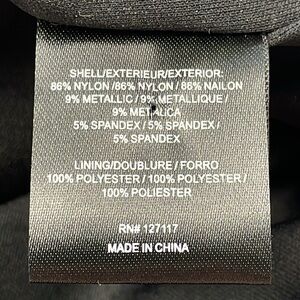 SHELL/EXTERIEUR/EXTERIOR:
86% NYLON /86% NYLON / 86% NAILON
9% METALLIC / 9% METALLIQUE /
9% METALICA
5% SPANDEX / 5% SPANDEX /
5% SPANDEX
LINING/DOUBLURE / FORRO
100% POLYESTER / 100% POLYESTER /
100% POLIESTER
RN# 127117
MADE IN CHINA